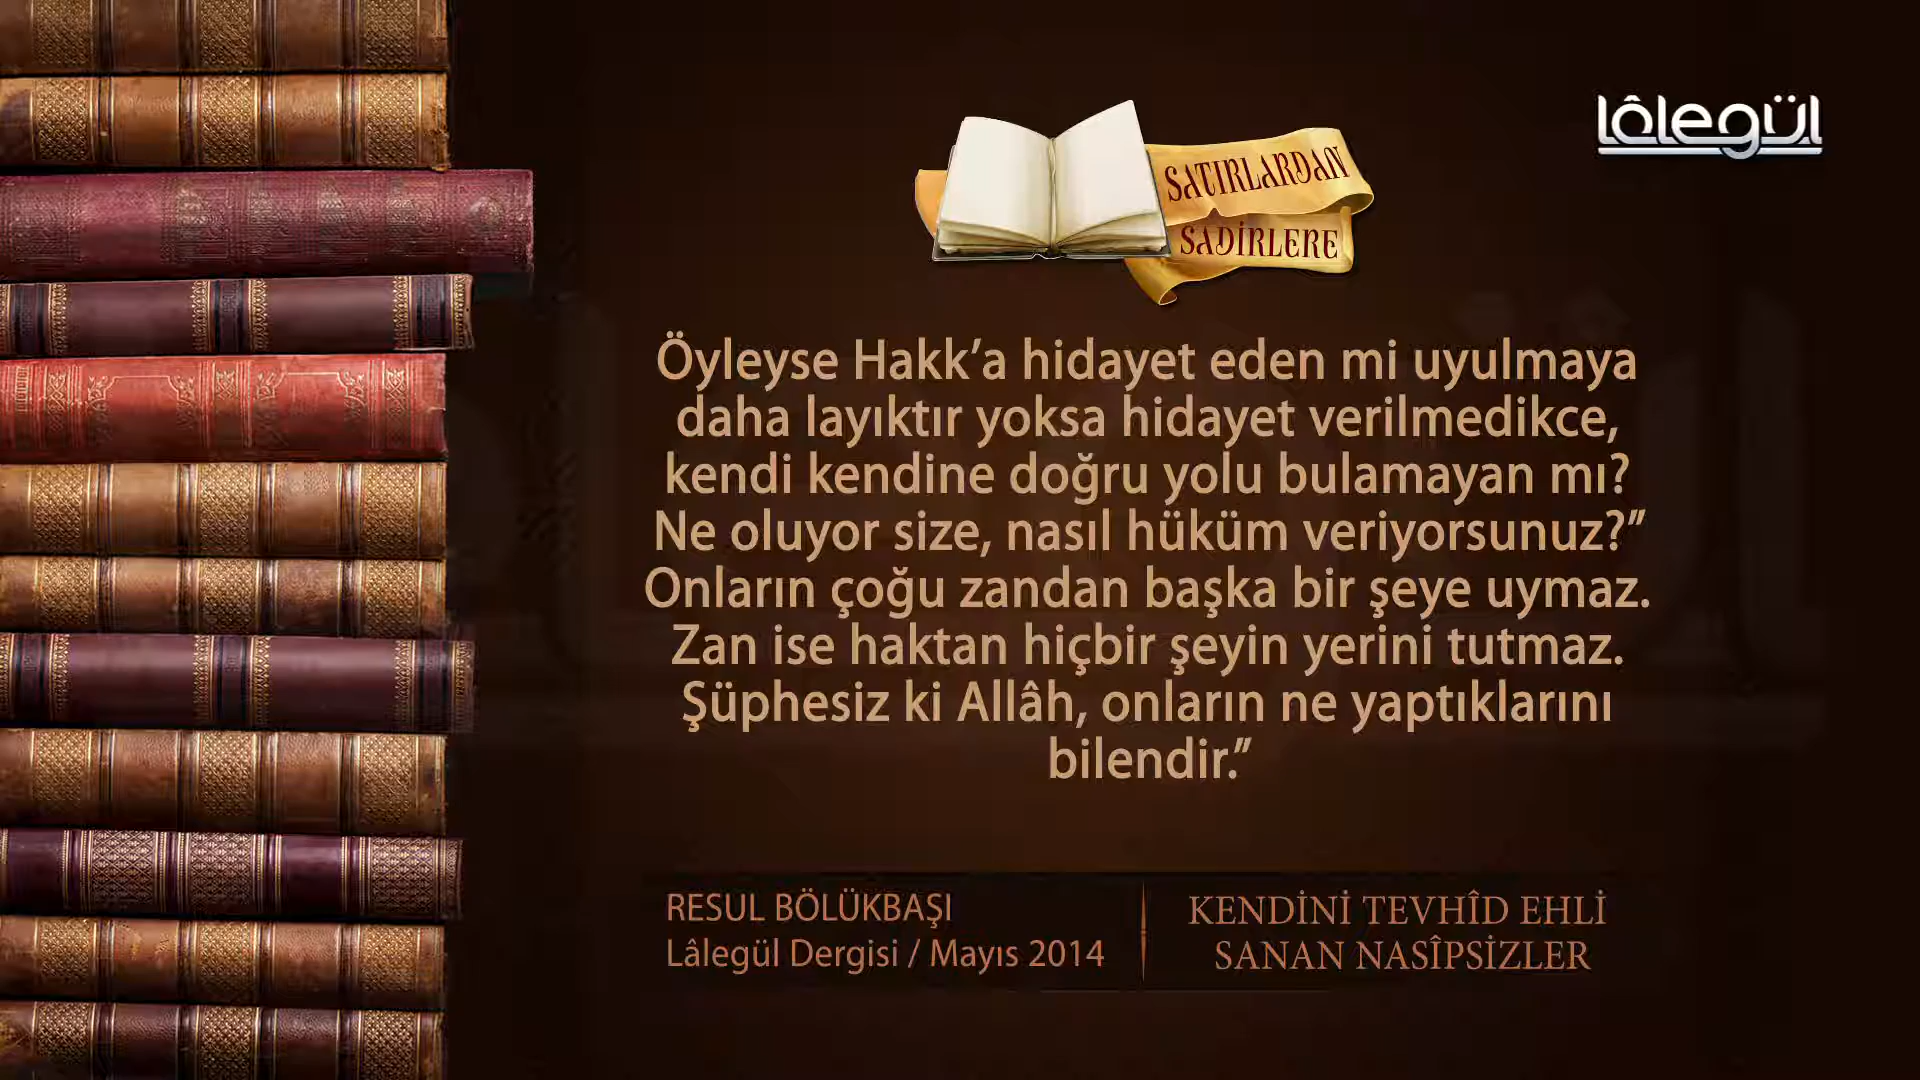 lâlegül
SATIRLARDAN
SADİRLERE
Öyleyse Hakk’a hidayet eden mi uyulmaya
daha layıktır yoksa hidayet verilmedikce,
kendi kendine doğru yolu bulamayan mı?
Ne oluyor size, nasıl hüküm veriyorsunuz?”
Onların çoğu zandan başka bir şeye uymaz.
Zan ise haktan hiçbir şeyin yerini tutmaz.
Şüphesiz ki Allâh, onların ne yaptıklarını
bilendir.”
RESUL BÖLÜKBAŞI
Lâlegül Dergisi / Mayıs 2014
KENDİNİ TEVHÎD EHLİ
SANAN NASÎPSİZLER